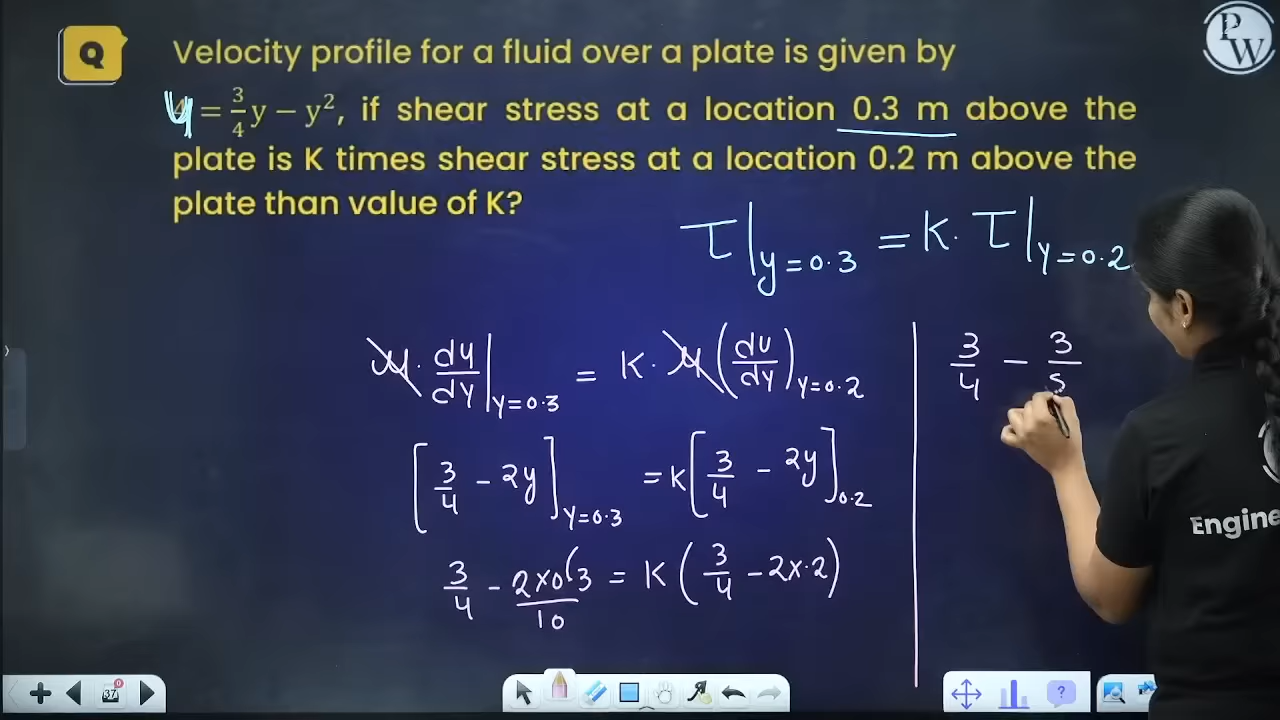 Q
Velocity profile for a fluid over a plate is given by
PW
u = 3/4 y − y², if shear stress at a location 0.3 m above the
plate is K times shear stress at a location 0.2 m above the
plate than value of K?
τ|y=0.3 = K. τ|y=0.2
μ. du/dy|y=0.3 = K. μ(du/dy)y=0.2
3/4 − 3/5
[3/4 − 2y]y=0.3 = K[3/4 − 2y]0.2
Engine
3/4 − 2x0(3/10 = K(3/4 − 2x.2)
37
0
?